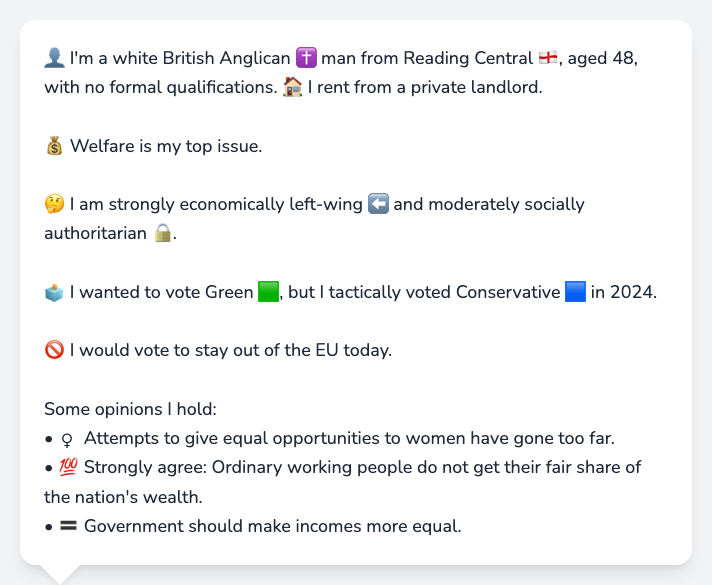 👤 I'm a white British Anglican ✝️ man from Reading Central 🏴󠁧󠁢󠁥󠁮󠁧󠁿, aged 48,
with no formal qualifications. 🏠 I rent from a private landlord.
💰 Welfare is my top issue.
🤔 I am strongly economically left-wing ⬅️ and moderately socially
authoritarian 🔒.
🗳️ I wanted to vote Green 🟩, but I tactically voted Conservative 🟦 in 2024.
🚫 I would vote to stay out of the EU today.
Some opinions I hold:
• ♀ Attempts to give equal opportunities to women have gone too far.
• 💯 Strongly agree: Ordinary working people do not get their fair share of
the nation's wealth.
• 🟰 Government should make incomes more equal.